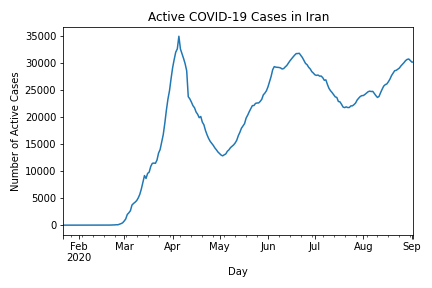 Active COVID-19 Cases in Iran
Number of Active Cases
35000
30000
25000
20000
15000
10000
5000
0
Feb Mar Apr May Jun Jul Aug Sep
2020
Day